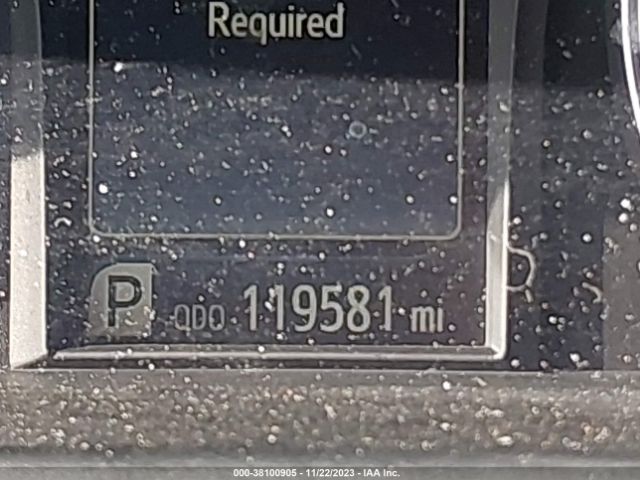 Required
P ODO 119581 mi
000-38100905 - 11/22/2023 - IAA Inc.